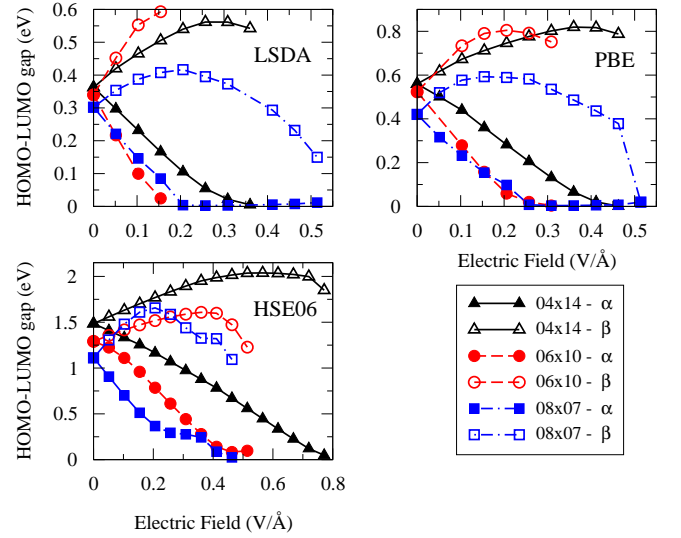 HOMO-LUMO gap (eV)
0.6
0.5
0.4
0.3
0.2
0.1
0
LSDA
0 0.1 0.2 0.3 0.4 0.5
0.8
0.6
0.4
0.2
0
PBE
0 0.1 0.2 0.3 0.4 0.5
Electric Field (V/Å)
HOMO-LUMO gap (eV)
2
1.5
1
0.5
0
HSE06
0 0.2 0.4 0.6 0.8
Electric Field (V/Å)
04x14 - α
04x14 - β
06x10 - α
06x10 - β
08x07 - α
08x07 - β